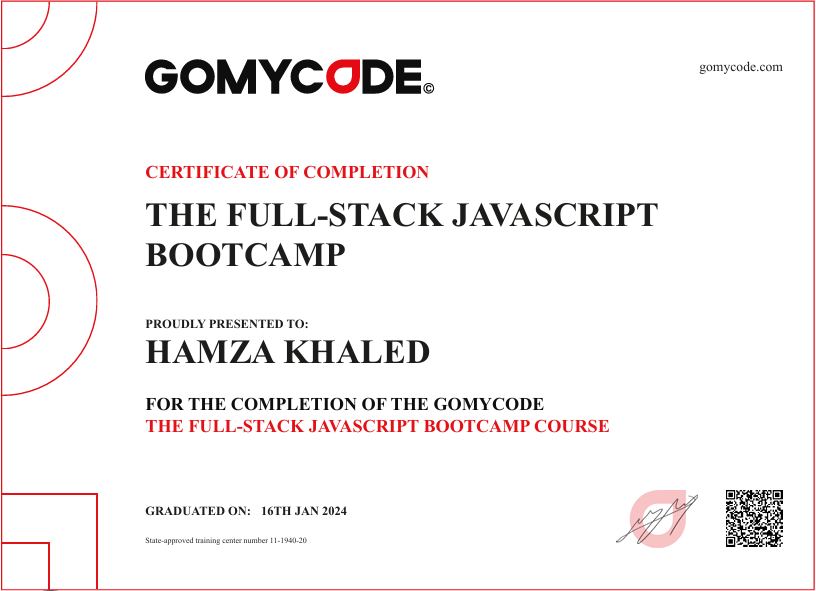 GOMYCODE©
gomycode.com
CERTIFICATE OF COMPLETION
THE FULL-STACK JAVASCRIPT
BOOTCAMP
PROUDLY PRESENTED TO:
HAMZA KHALED
FOR THE COMPLETION OF THE GOMYCODE
THE FULL-STACK JAVASCRIPT BOOTCAMP COURSE
GRADUATED ON: 16TH JAN 2024
State-approved training center number 11-1940-20